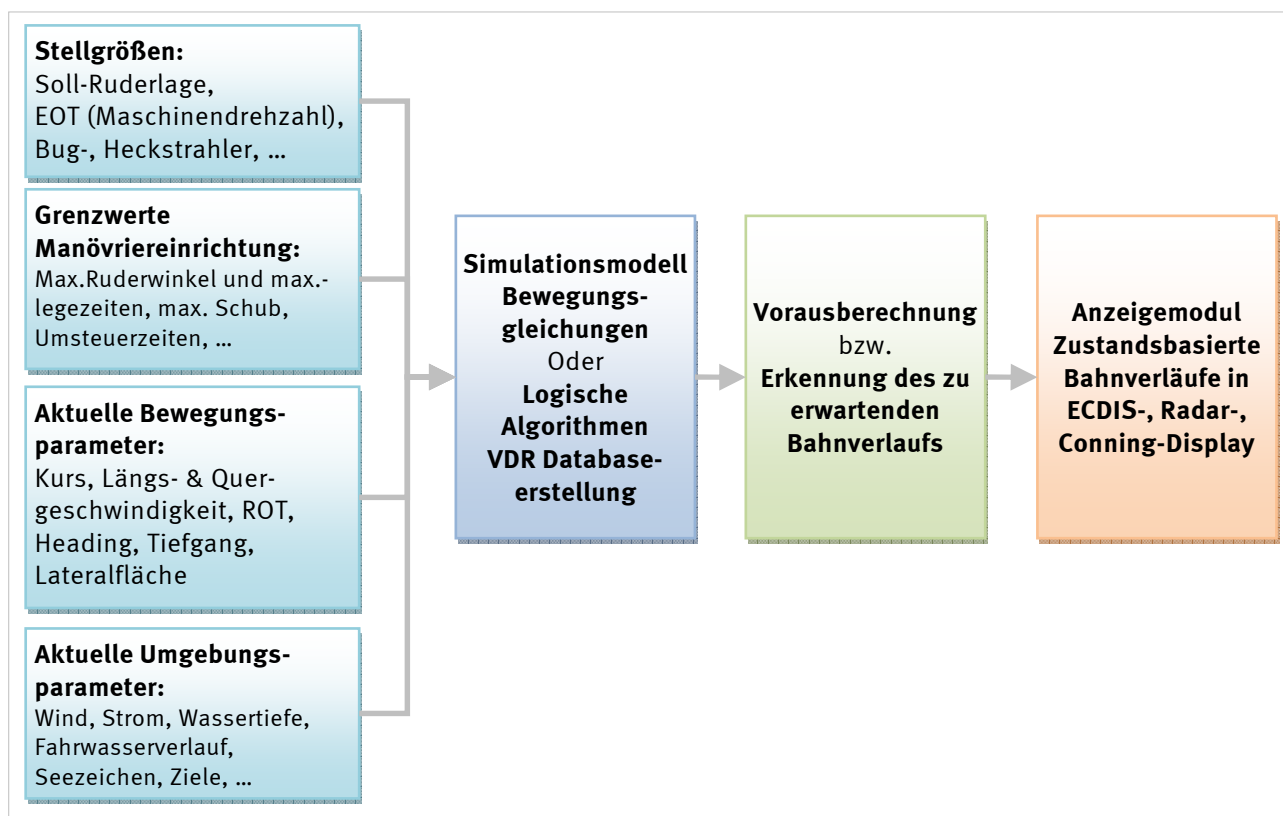 Stellgrößen:
Soll-Ruderlage,
EOT (Maschinendrehzahl),
Bug-, Heckstrahler, ...
Grenzwerte
Manövriereinrichtung:
Max.Ruderwinkel und max.-
legezeiten, max. Schub,
Umsteuerzeiten, ...
Aktuelle Bewegungs-
parameter:
Kurs, Längs- & Quer-
geschwindigkeit, ROT,
Heading, Tiefgang,
Lateralfläche
Aktuelle Umgebungs-
parameter:
Wind, Strom, Wassertiefe,
Fahrwasserverlauf,
Seezeichen, Ziele, ...
Simulationsmodell
Bewegungs-
gleichungen
Oder
Logische
Algorithmen
VDR Database-
erstellung
Vorausberechnung
bzw.
Erkennung des zu
erwartenden
Bahnverlaufs
Anzeigemodul
Zustandsbasierte
Bahnverläufe in
ECDIS-, Radar-,
Conning-Display